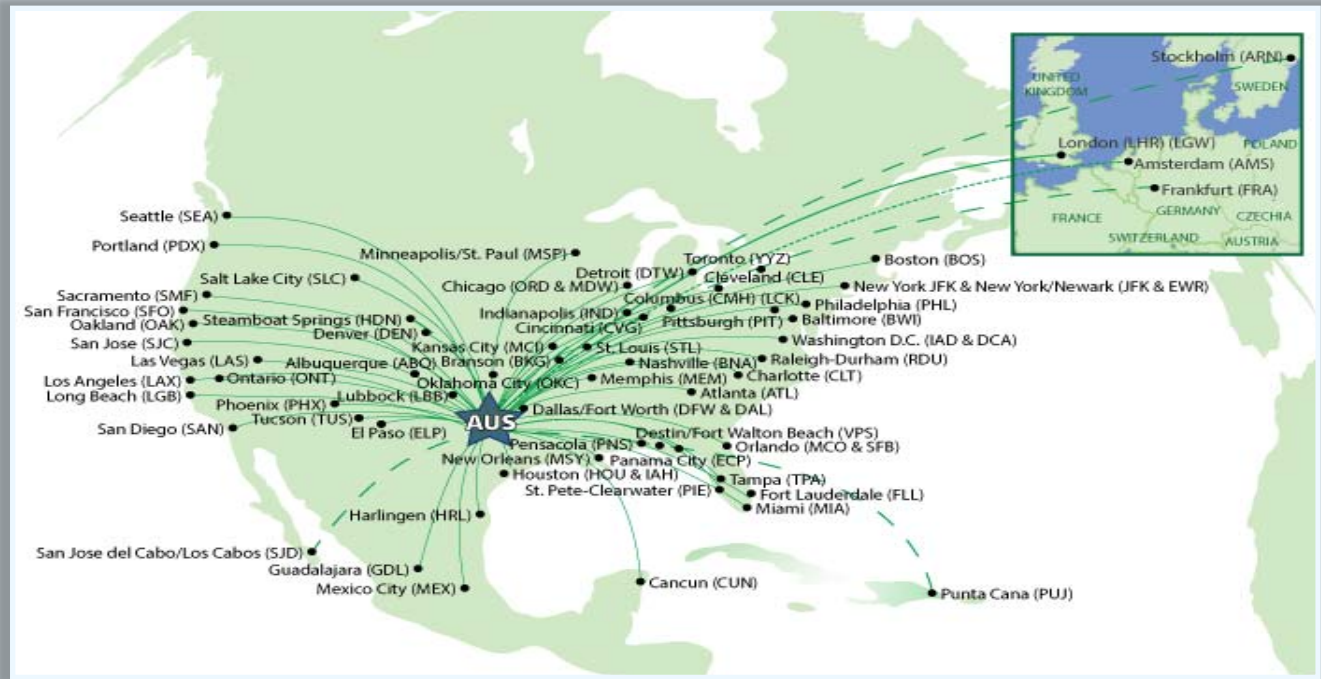 Stockholm (ARN)
UNITED
KINGDOM
SWEDEN
London (LHR) (LGW)
POLAND
Amsterdam (AMS)
Frankfurt (FRA)
FRANCE
GERMANY
CZECHIA
SWITZERLAND
AUSTRIA
Seattle (SEA)
Portland (PDX)
Minneapolis/St. Paul (MSP)
Toronto (YYZ)
Boston (BOS)
Salt Lake City (SLC)
Detroit (DTW)
Cleveland (CLE)
Chicago (ORD & MDW)
New York JFK & New York/Newark (JFK & EWR)
Sacramento (SMF)
Columbus (CMH) (LCK)
Philadelphia (PHL)
San Francisco (SFO)
Indianapolis (IND)
Oakland (OAK)
Steamboat Springs (HDN)
Cincinnati (CVG)
Pittsburgh (PIT)
Baltimore (BWI)
Denver (DEN)
San Jose (SJC)
Kansas City (MCI)
St. Louis (STL)
Washington D.C. (IAD & DCA)
Las Vegas (LAS)
Albuquerque (ABQ)
Branson (BKG)
Nashville (BNA)
Raleigh-Durham (RDU)
Los Angeles (LAX)
Ontario (ONT)
Oklahoma City (OKC)
Memphis (MEM)
Charlotte (CLT)
Long Beach (LGB)
Lubbock (LBB)
Atlanta (ATL)
Phoenix (PHX)
Dallas/Fort Worth (DFW & DAL)
Tucson (TUS)
AUS
San Diego (SAN)
El Paso (ELP)
Destin/Fort Walton Beach (VPS)
Pensacola (PNS)
Orlando (MCO & SFB)
New Orleans (MSY)
Panama City (ECP)
Houston (HOU & IAH)
Tampa (TPA)
St. Pete-Clearwater (PIE)
Fort Lauderdale (FLL)
Miami (MIA)
Harlingen (HRL)
San Jose del Cabo/Los Cabos (SJD)
Guadalajara (GDL)
Mexico City (MEX)
Cancun (CUN)
Punta Cana (PUJ)